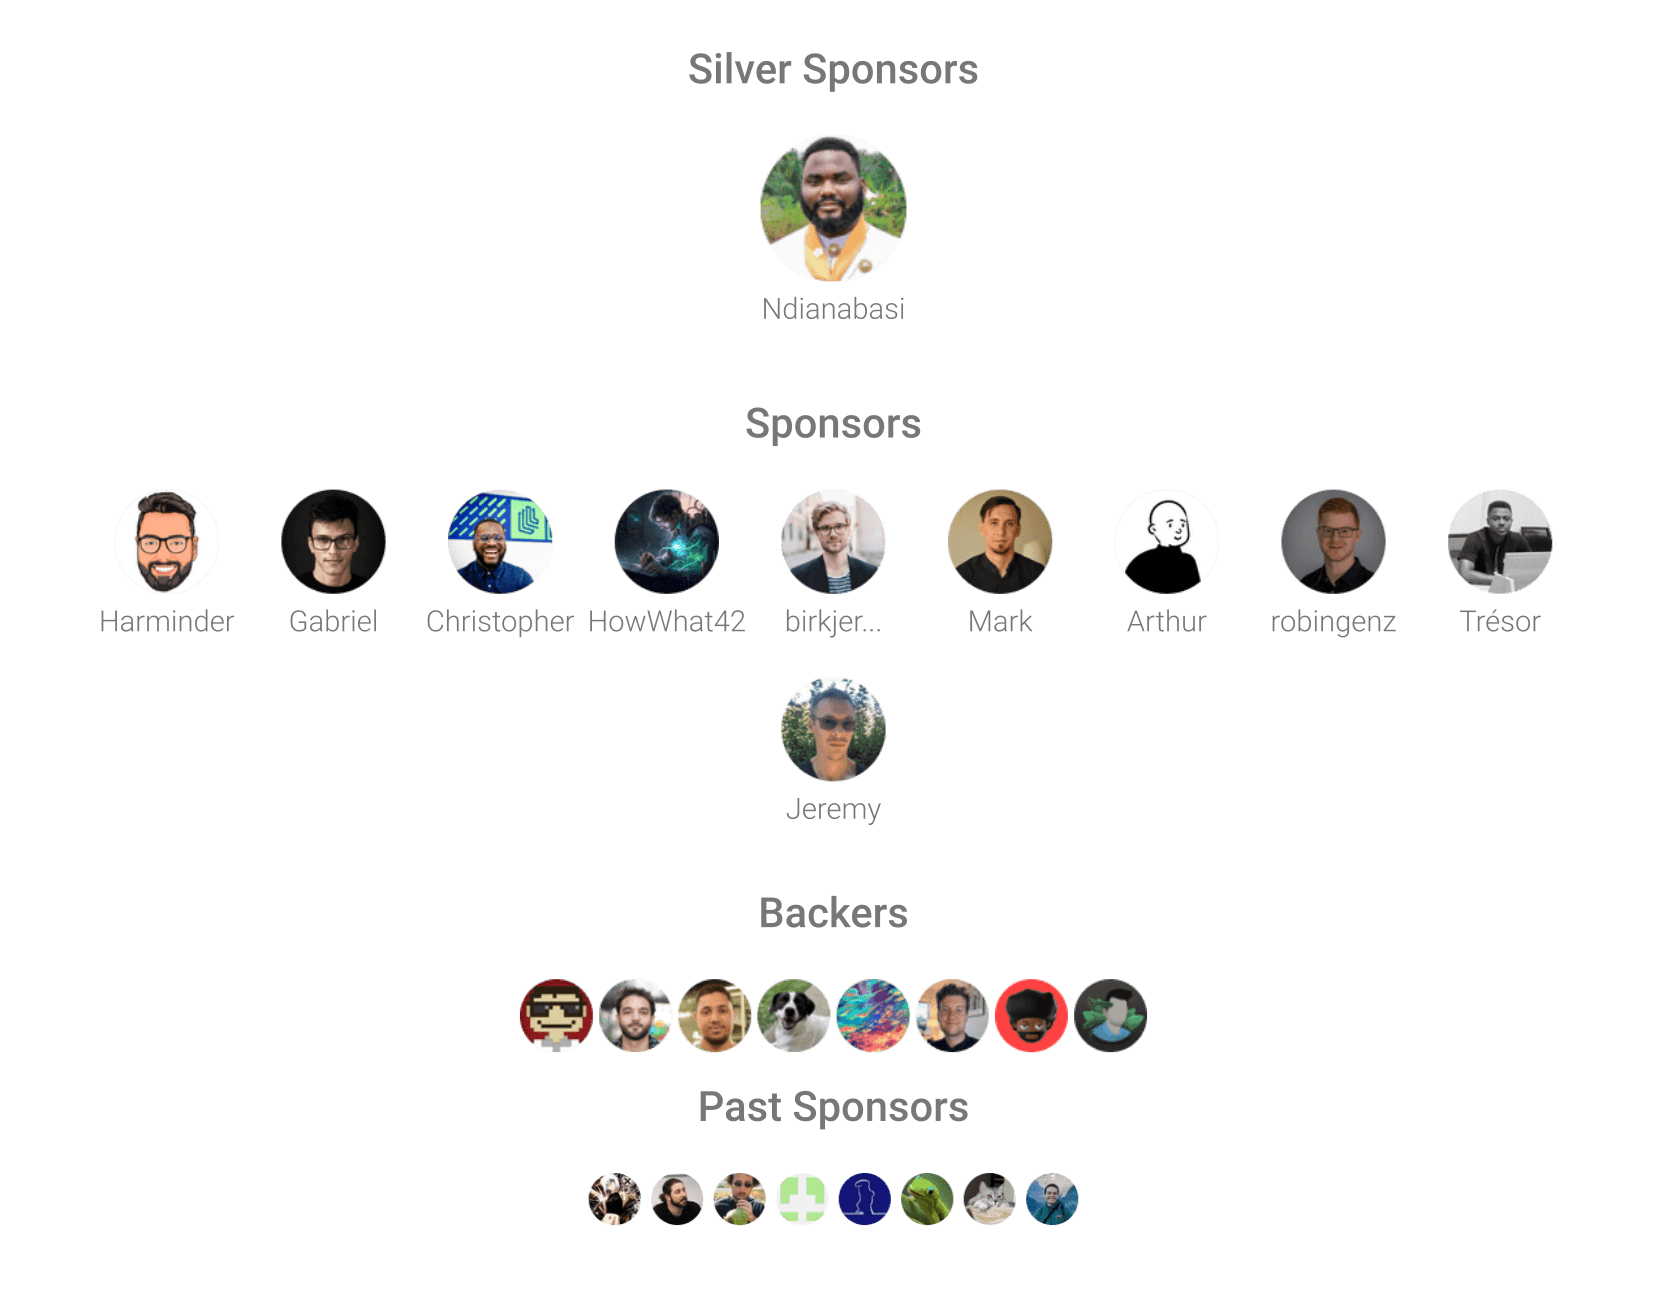 Silver Sponsors
Ndianabasi
Sponsors
Harminder Gabriel Christopher HowWhat42 birkjer... Mark Arthur robingenz Trésor
Jeremy
Backers
Past Sponsors